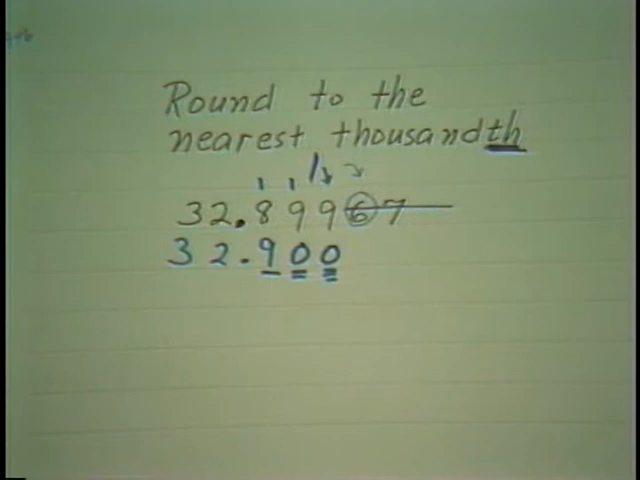 Round to the
nearest thousandth
32.89967
32.900